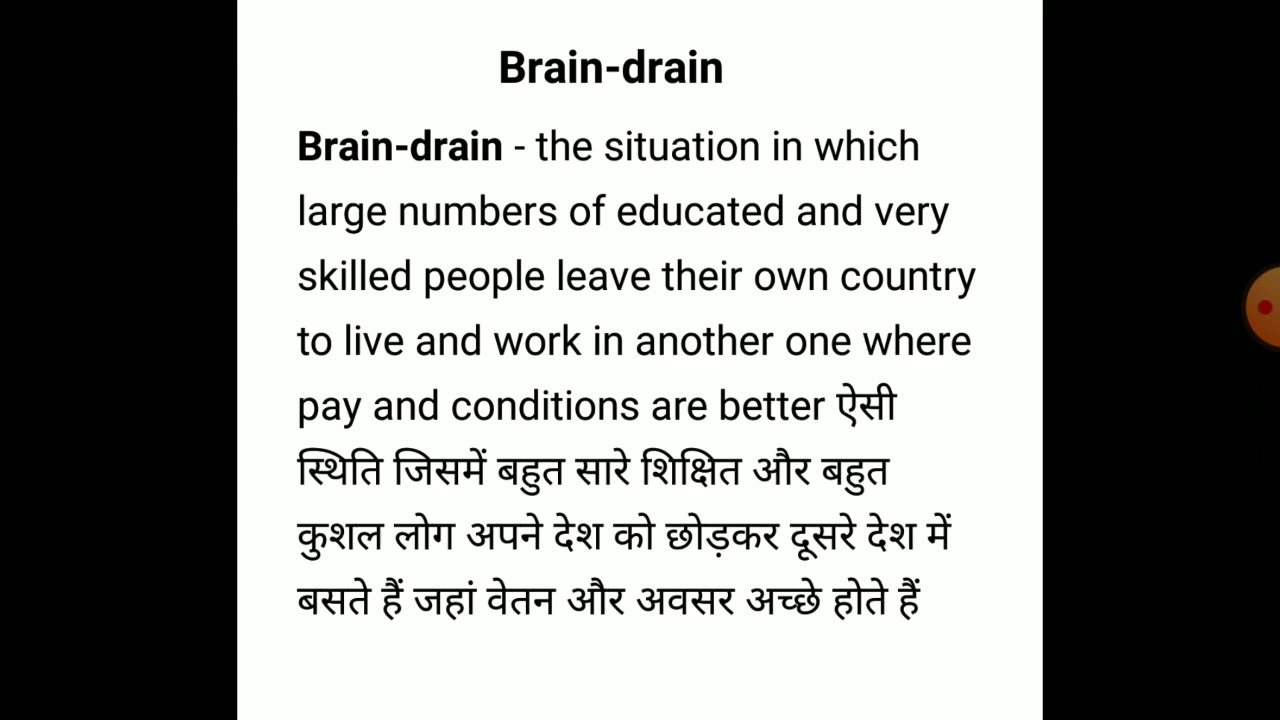 Brain-drain
Brain-drain - the situation in which
large numbers of educated and very
skilled people leave their own country
to live and work in another one where
pay and conditions are better ऐसी
स्थिति जिसमें बहुत सारे शिक्षित और बहुत
कुशल लोग अपने देश को छोड़कर दूसरे देश में
बसते हैं जहां वेतन और अवसर अच्छे होते हैं